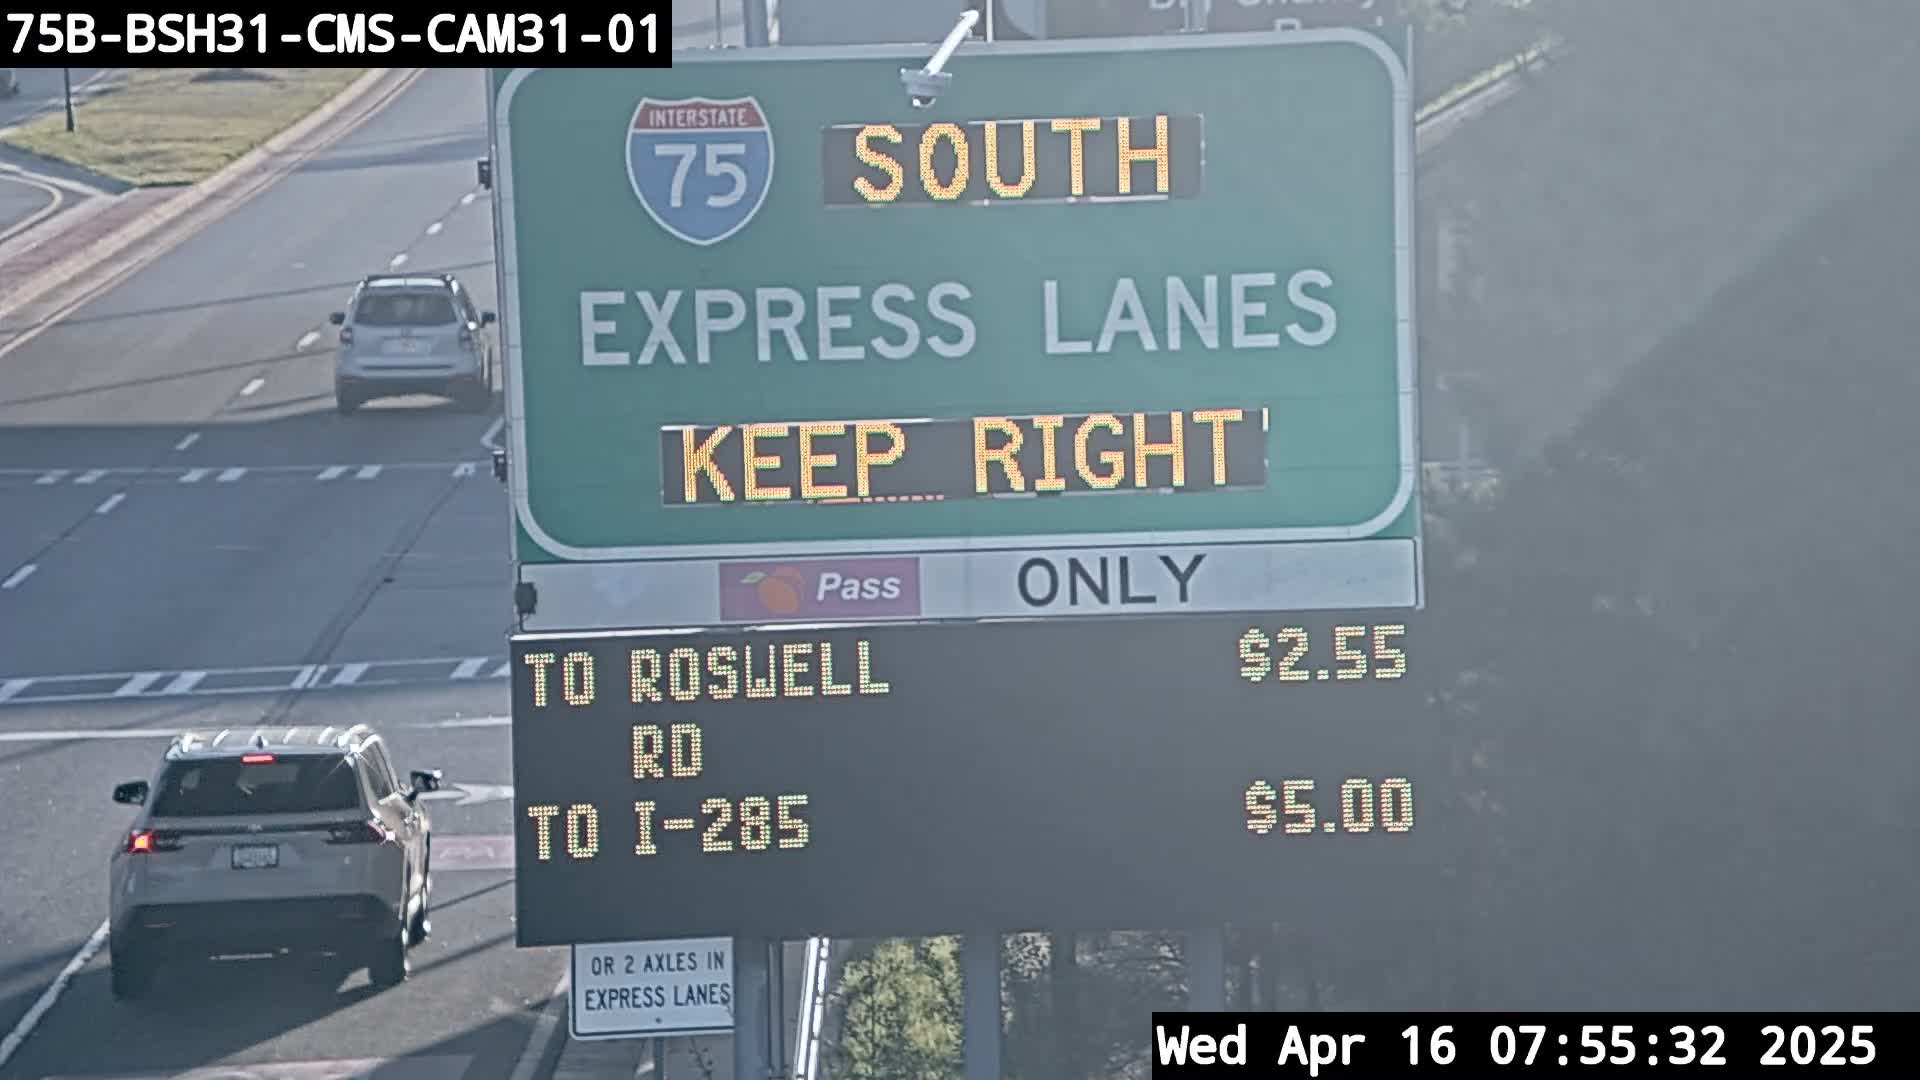 75B-BSH31-CMS-CAM31-01
INTERSTATE
75
SOUTH
EXPRESS LANES
KEEP RIGHT
Pass ONLY
TO ROSWELL $2.55
RD
TO I-285 $5.00
OR 2 AXLES IN
EXPRESS LANES
Wed Apr 16 07:55:32 2025